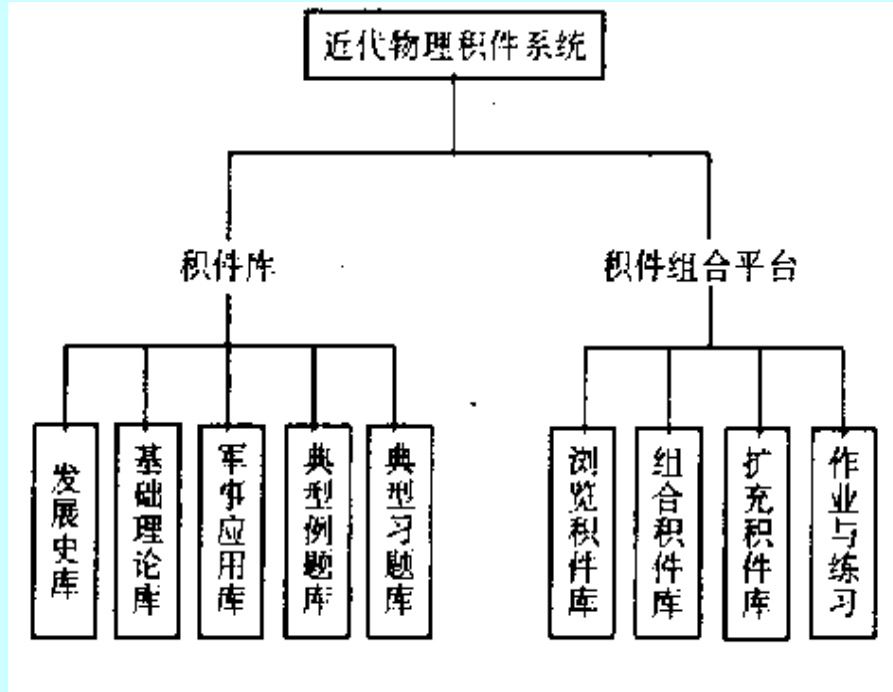 近代物理积件系统
积件库
积件组合平台
发展史库
基础理论库
军事应用库
典型例题库
典型习题库
浏览积件库
组合积件库
扩充积件库
作业与练习